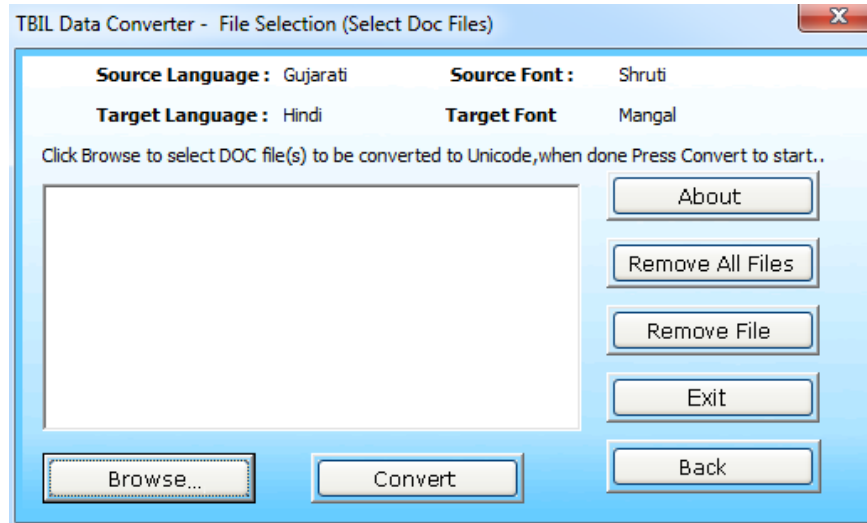 TBIL Data Converter -  File Selection (Select Doc Files)
Source Language : Gujarati Source Font : Shruti
Target Language : Hindi Target Font Mangal
Click Browse to select DOC file(s) to be converted to Unicode,when done Press Convert to start..
About
Remove All Files
Remove File
Exit
Back
Browse...
Convert